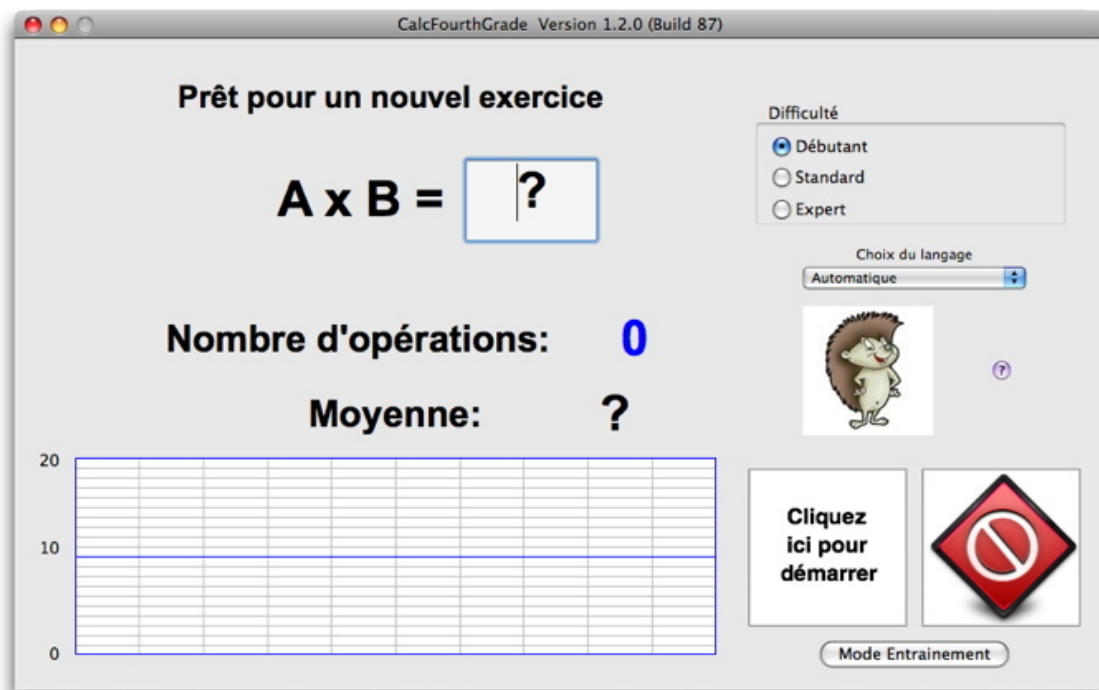 CalcFourthGrade Version 1.2.0 (Build 87)
Prêt pour un nouvel exercice
A x B = ?
Nombre d'opérations: 0
Moyenne: ?
20
10
0
Difficulté
Débutant
Standard
Expert
Choix du langage
Automatique
?
Cliquez
ici pour
démarrer
Mode Entrainement